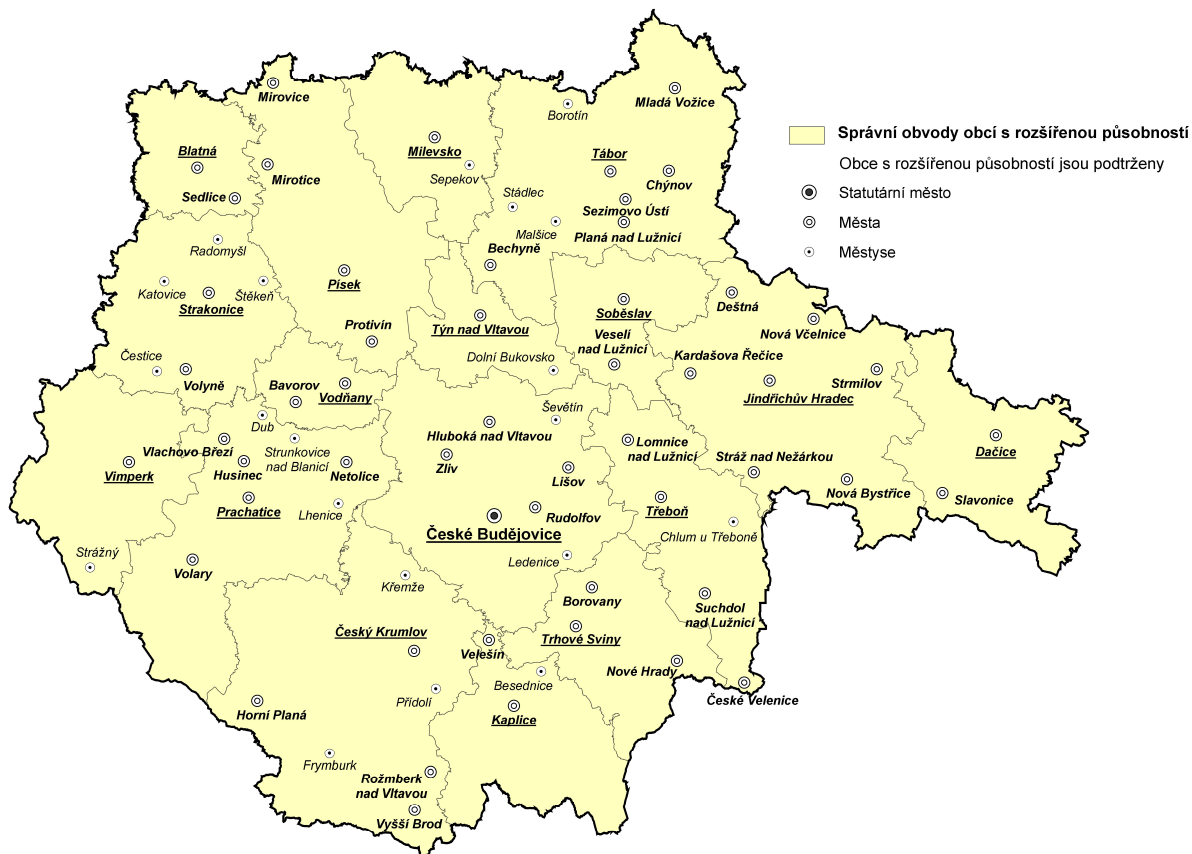 Mirovice
Mladá Vožice
Borotín
Správní obvody obcí s rozšířenou působností
Obce s rozšířenou působností jsou podtrženy
Statutární město
Města
Městyse
Blatná
Milevsko
Tábor
Mirotice
Sepekov
Chýnov
Sedlice
Stádlec
Sezimovo Ústí
Malšice
Planá nad Lužnicí
Radomyšl
Bechyně
Katovice
Štěkeň
Písek
Strakonice
Soběslav
Deštná
Protivín
Týn nad Vltavou
Nová Včelnice
Veselí
nad Lužnicí
Čestice
Dolní Bukovsko
Kardašova Řečice
Volyně
Bavorov
Vodňany
Strmilov
Jindřichův Hradec
Ševětín
Dub
Hluboká nad Vltavou
Vlachovo Březí
Strunkovice
nad Blanicí
Lomnice
nad Lužnicí
Dačice
Vimperk
Husinec
Netolice
Zliv
Stráž nad Nežárkou
Lišov
Nová Bystřice
Slavonice
Prachatice
Lhenice
Rudolfov
Třeboň
České Budějovice
Chlum u Třeboně
Strážný
Ledenice
Volary
Křemže
Borovany
Suchdol
nad Lužnicí
Český Krumlov
Trhové Sviny
Velešín
Nové Hrady
Besednice
Přídolí
České Velenice
Horní Planá
Kaplice
Frymburk
Rožmberk
nad Vltavou
Vyšší Brod